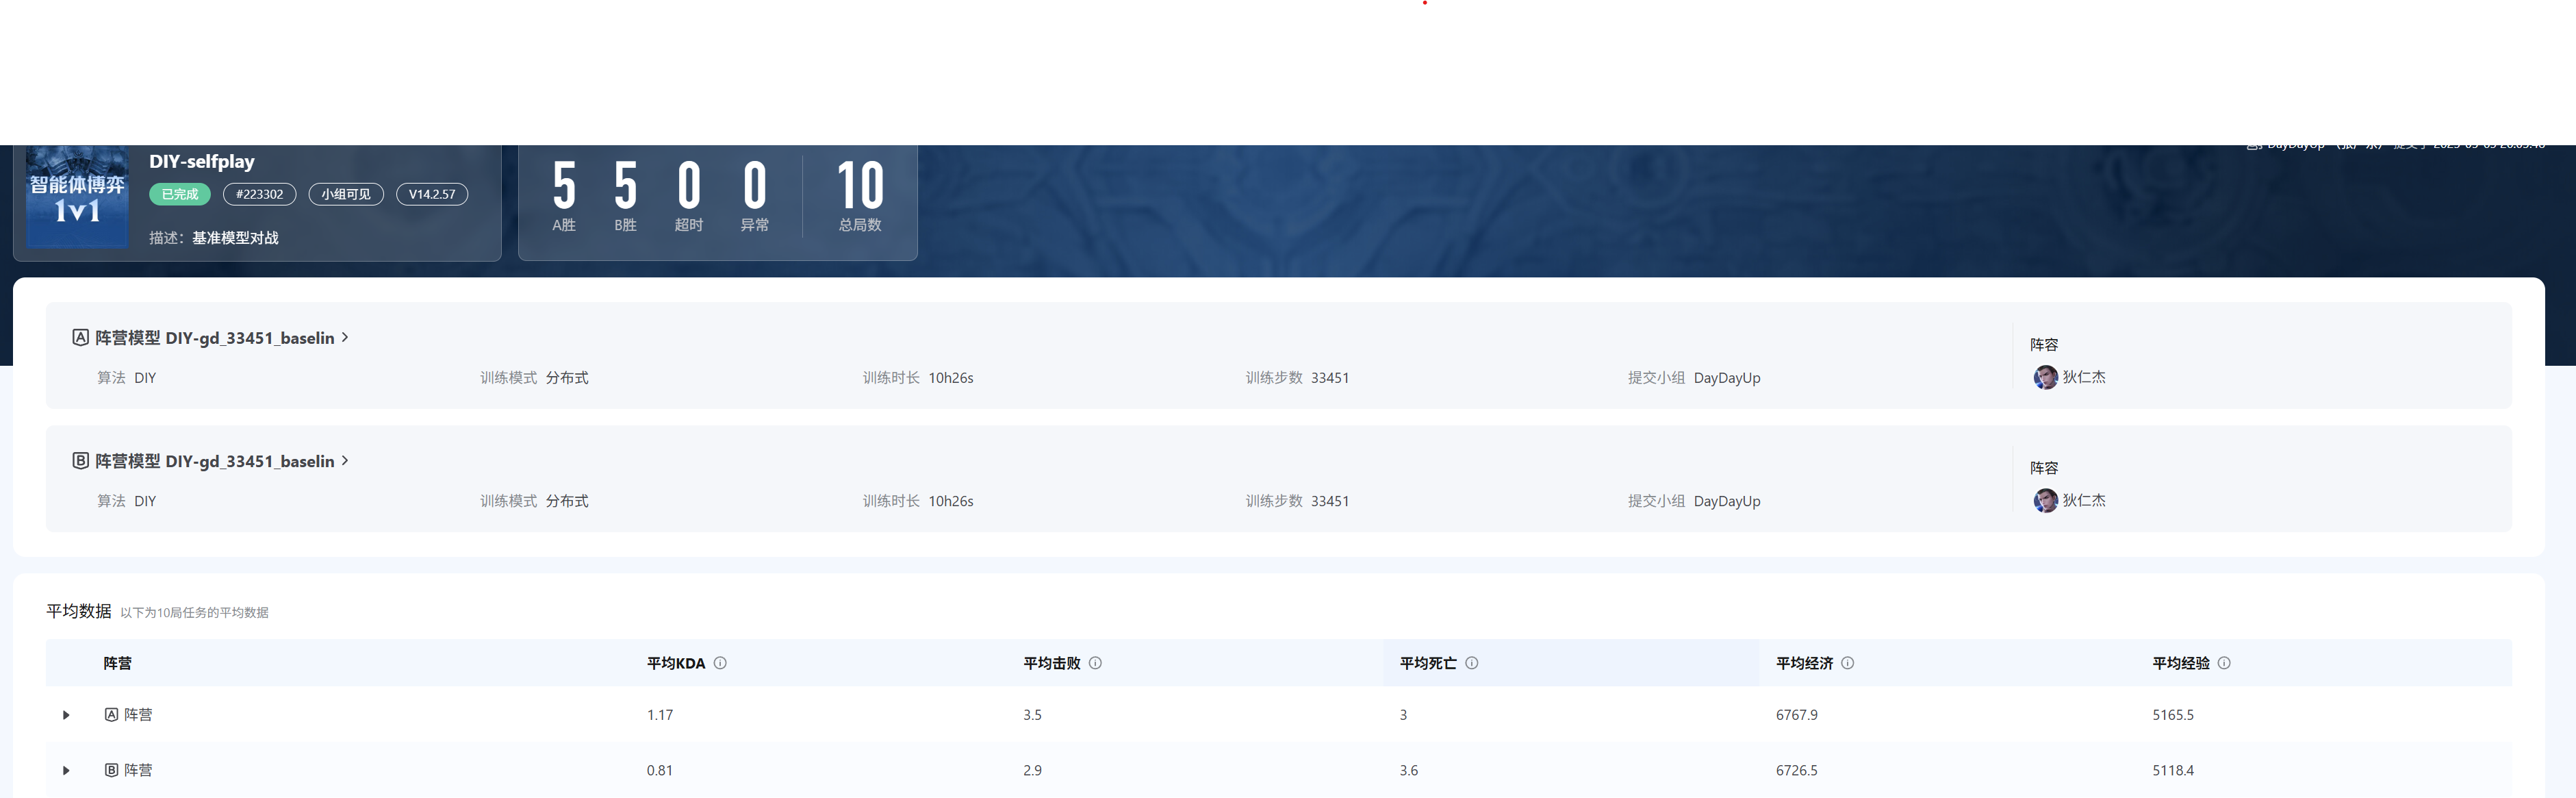 DIY-selfplay
智能体博弈
1v1
已完成 #223302 小组可见 V14.2.57
描述：基准模型对战
5 5 0 0 10
A胜 B胜 超时 异常 总局数
A 阵营模型 DIY-gd_33451_baselin >
算法 DIY 训练模式 分布式 训练时长 10h26s 训练步数 33451 提交小组 DayDayUp
阵容
狄仁杰
B 阵营模型 DIY-gd_33451_baselin >
算法 DIY 训练模式 分布式 训练时长 10h26s 训练步数 33451 提交小组 DayDayUp
阵容
狄仁杰
平均数据 以下为10局任务的平均数据
阵营 平均KDA 平均击败 平均死亡 平均经济 平均经验
A 阵营 1.17 3.5 3 6767.9 5165.5
B 阵营 0.81 2.9 3.6 6726.5 5118.4